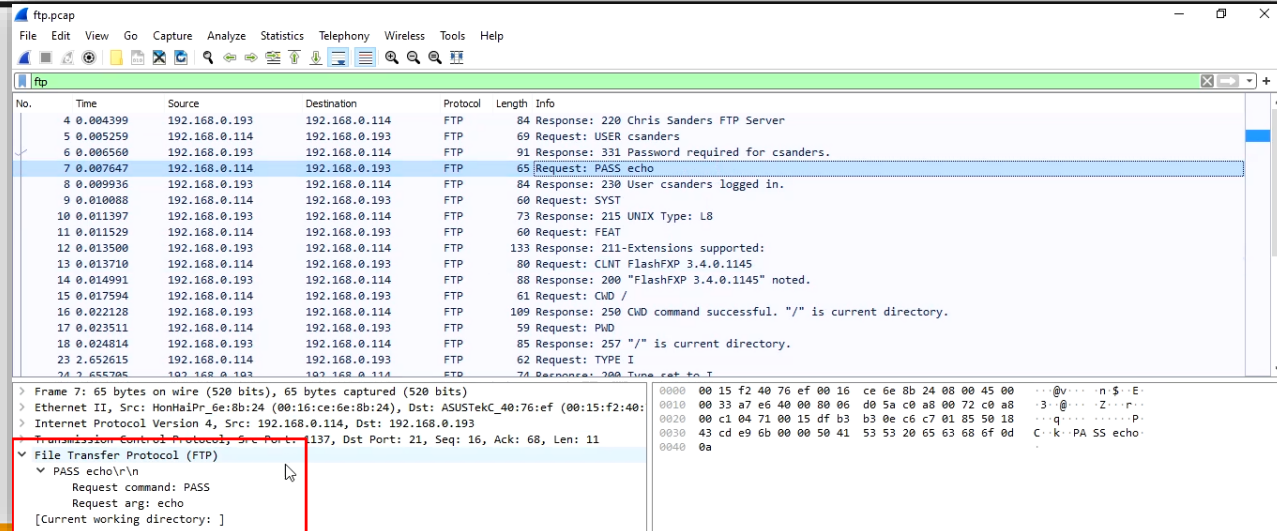 ftp.pcap
File Edit View Go Capture Analyze Statistics Telephony Wireless Tools Help
ftp
No. Time Source Destination Protocol Length Info
4 0.004399 192.168.0.193 192.168.0.114 FTP 84 Response: 220 Chris Sanders FTP Server
5 0.005259 192.168.0.114 192.168.0.193 FTP 69 Request: USER csanders
6 0.006560 192.168.0.193 192.168.0.114 FTP 91 Response: 331 Password required for csanders.
7 0.007647 192.168.0.114 192.168.0.193 FTP 65 Request: PASS echo
8 0.009936 192.168.0.193 192.168.0.114 FTP 84 Response: 230 User csanders logged in.
9 0.010088 192.168.0.114 192.168.0.193 FTP 60 Request: SYST
10 0.011397 192.168.0.193 192.168.0.114 FTP 73 Response: 215 UNIX Type: L8
11 0.011529 192.168.0.114 192.168.0.193 FTP 60 Request: FEAT
12 0.013500 192.168.0.193 192.168.0.114 FTP 133 Response: 211-Extensions supported:
13 0.013710 192.168.0.114 192.168.0.193 FTP 80 Request: CLNT FlashFXP 3.4.0.1145
14 0.014991 192.168.0.193 192.168.0.114 FTP 88 Response: 200 "FlashFXP 3.4.0.1145" noted.
15 0.017594 192.168.0.114 192.168.0.193 FTP 61 Request: CWD /
16 0.022128 192.168.0.193 192.168.0.114 FTP 109 Response: 250 CWD command successful. "/" is current directory.
17 0.023511 192.168.0.114 192.168.0.193 FTP 59 Request: PWD
18 0.024814 192.168.0.193 192.168.0.114 FTP 85 Response: 257 "/" is current directory.
23 2.652615 192.168.0.114 192.168.0.193 FTP 62 Request: TYPE I
24 2.655705 192.168.0.193 192.168.0.114 FTP 74 Response: 200 Type set to I
Frame 7: 65 bytes on wire (520 bits), 65 bytes captured (520 bits)
Ethernet II, Src: HonHaiPr_6e:8b:24 (00:16:ce:6e:8b:24), Dst: ASUSTekC_40:76:ef (00:15:f2:40:
Internet Protocol Version 4, Src: 192.168.0.114, Dst: 192.168.0.193
Transmission Control Protocol, Src Port: 1137, Dst Port: 21, Seq: 16, Ack: 68, Len: 11
File Transfer Protocol (FTP)
PASS echo\r\n
Request command: PASS
Request arg: echo
[Current working directory: ]
0000 00 15 f2 40 76 ef 00 16 ce 6e 8b 24 08 00 45 00 ···@v··· ·n·$··E·
0010 00 33 a7 e6 40 00 80 06 d0 5a c0 a8 00 72 c0 a8 ·3··@··· ·Z···r··
0020 00 c1 04 71 00 15 df b3 b3 0e c6 c7 01 85 50 18 ···q···· ······P·
0030 43 cd e9 6b 00 00 50 41 53 53 20 65 63 68 6f 0d C··k··PA SS echo·
0040 0a ·